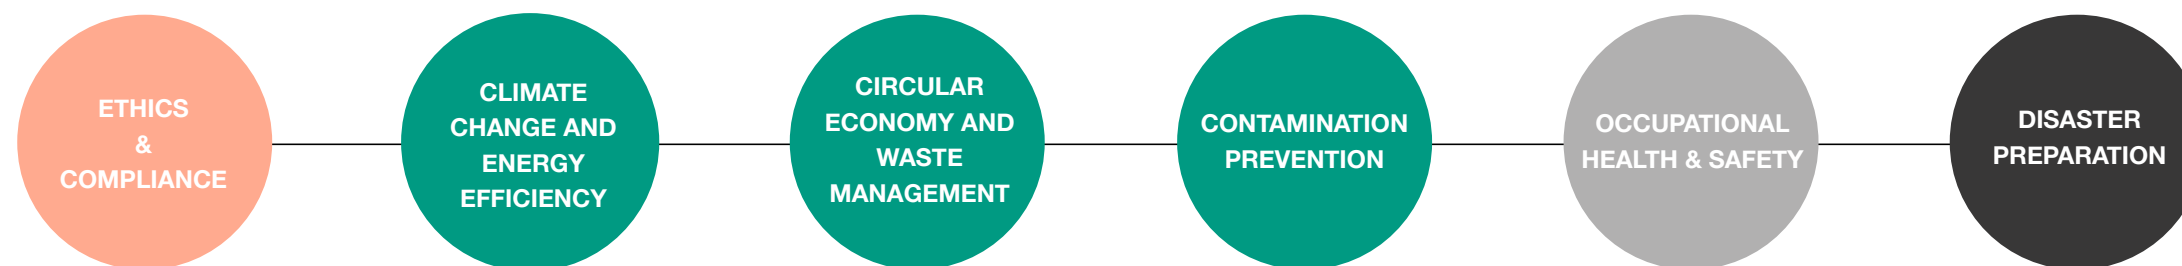 ETHICS
&
COMPLIANCE
CLIMATE
CHANGE AND
ENERGY
EFFICIENCY
CIRCULAR
ECONOMY AND
WASTE
MANAGEMENT
CONTAMINATION
PREVENTION
OCCUPATIONAL
HEALTH & SAFETY
DISASTER
PREPARATION